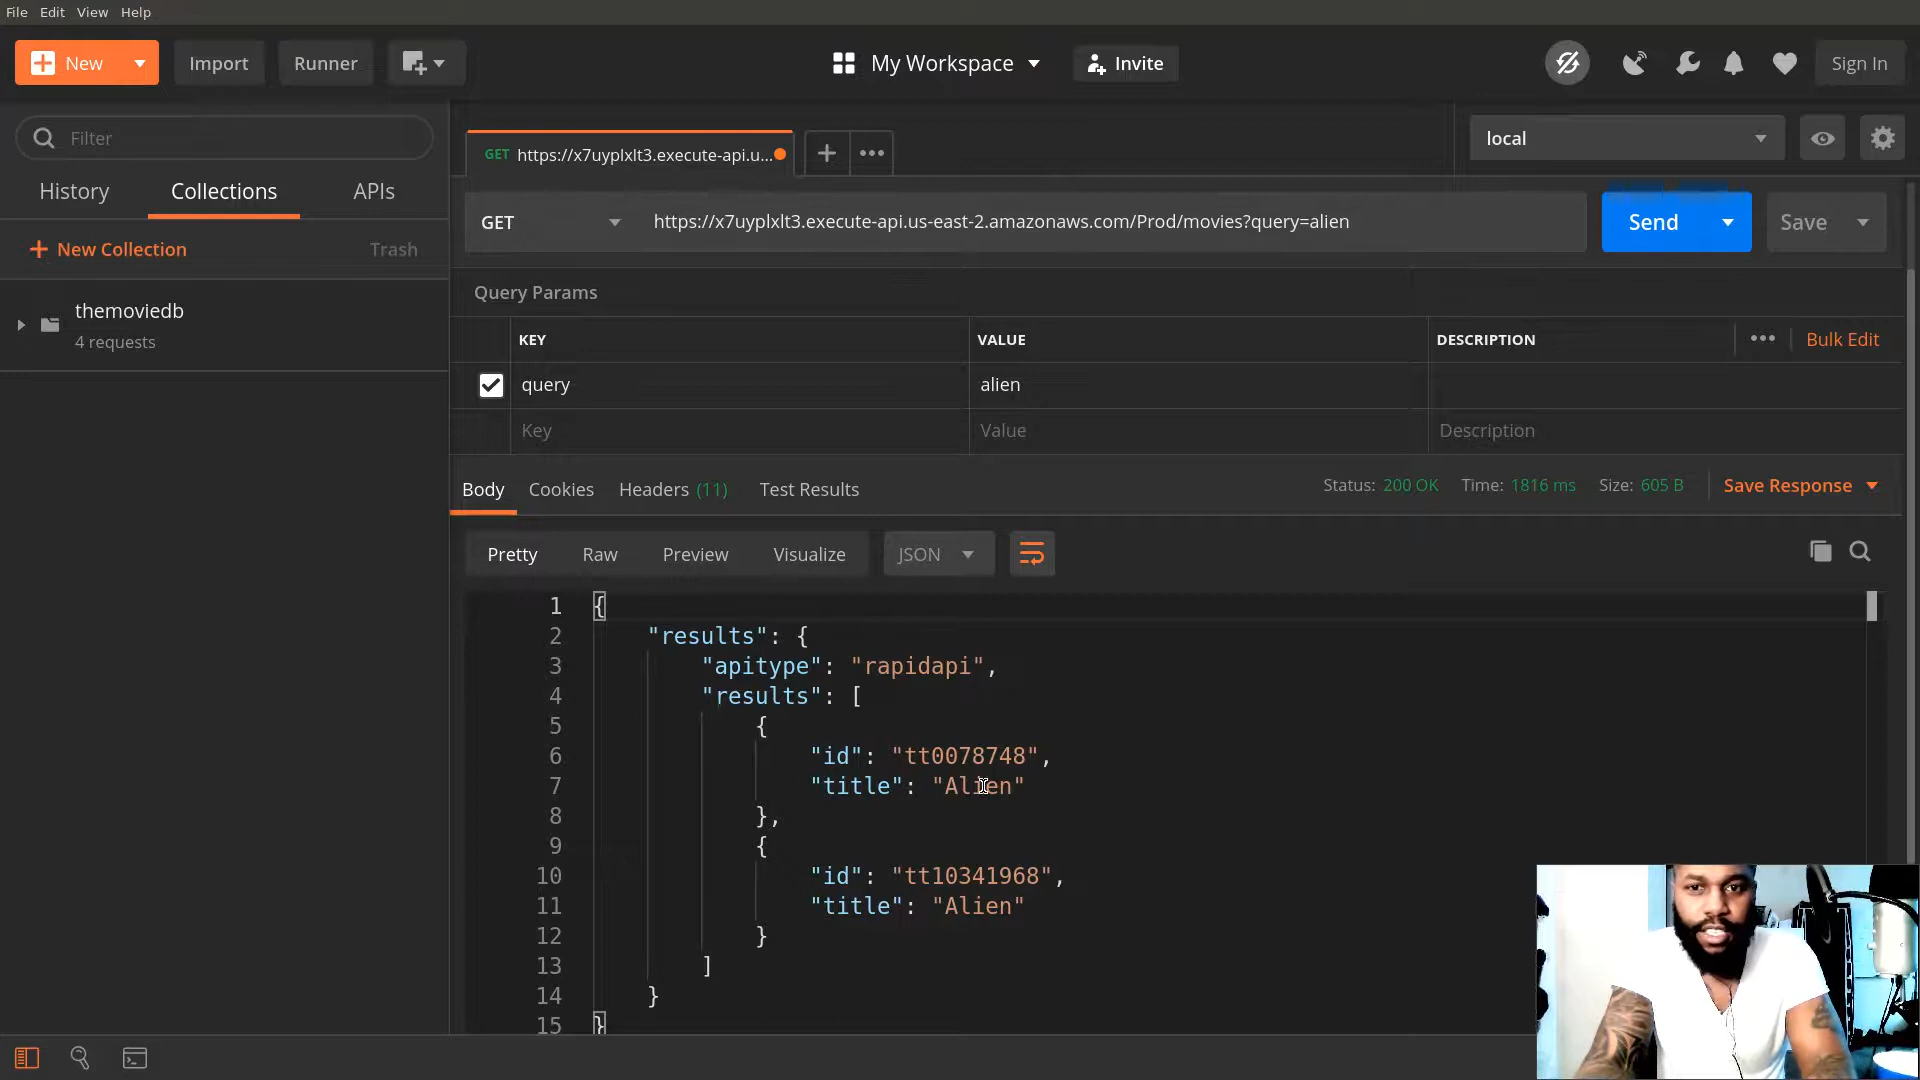 File Edit View Help
New Import Runner My Workspace Invite Sign In
Filter
History Collections APIs
New Collection Trash
themoviedb
4 requests
GET https://x7uyplxlt3.execute-api.u... local
GET https://x7uyplxlt3.execute-api.us-east-2.amazonaws.com/Prod/movies?query=alien Send Save
Query Params
KEY VALUE DESCRIPTION Bulk Edit
query alien
Key Value Description
Body Cookies Headers (11) Test Results Status: 200 OK Time: 1816 ms Size: 605 B Save Response
Pretty Raw Preview Visualize JSON
1 {
2 "results": {
3 "apitype": "rapidapi",
4 "results": [
5 {
6 "id": "tt0078748",
7 "title": "Alien"
8 },
9 {
10 "id": "tt10341968",
11 "title": "Alien"
12 }
13 ]
14 }
15 }